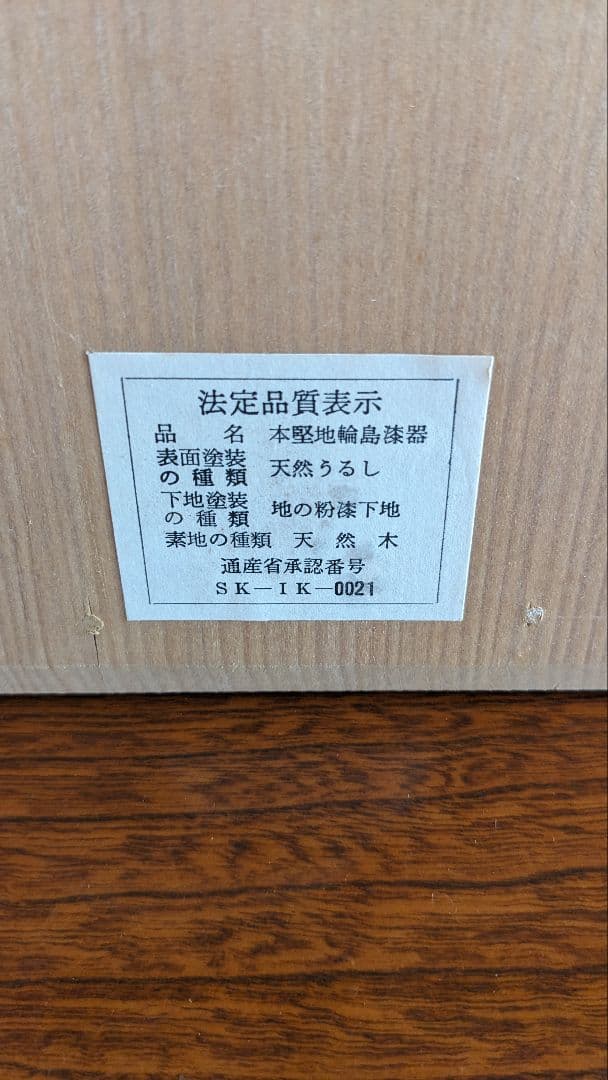 法定品質表示
品 名 本堅地輪島漆器
表面塗装の種類 天然うるし
下地塗装の種類 地の粉漆下地
素地の種類 天然木
通産省承認番号
SK—IK—0021